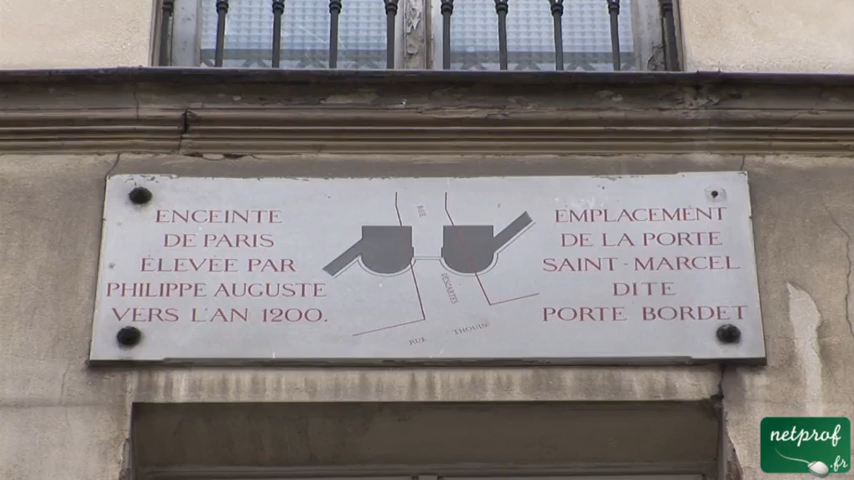 ENCEINTE
DE PARIS
ÉLEVÉE PAR
PHILIPPE AUGUSTE
VERS L'AN 1200.
RUE
DESCARTES
RUE THOUIN
EMPLACEMENT
DE LA PORTE
SAINT-MARCEL
DITE
PORTE BORDET
netprof
.fr